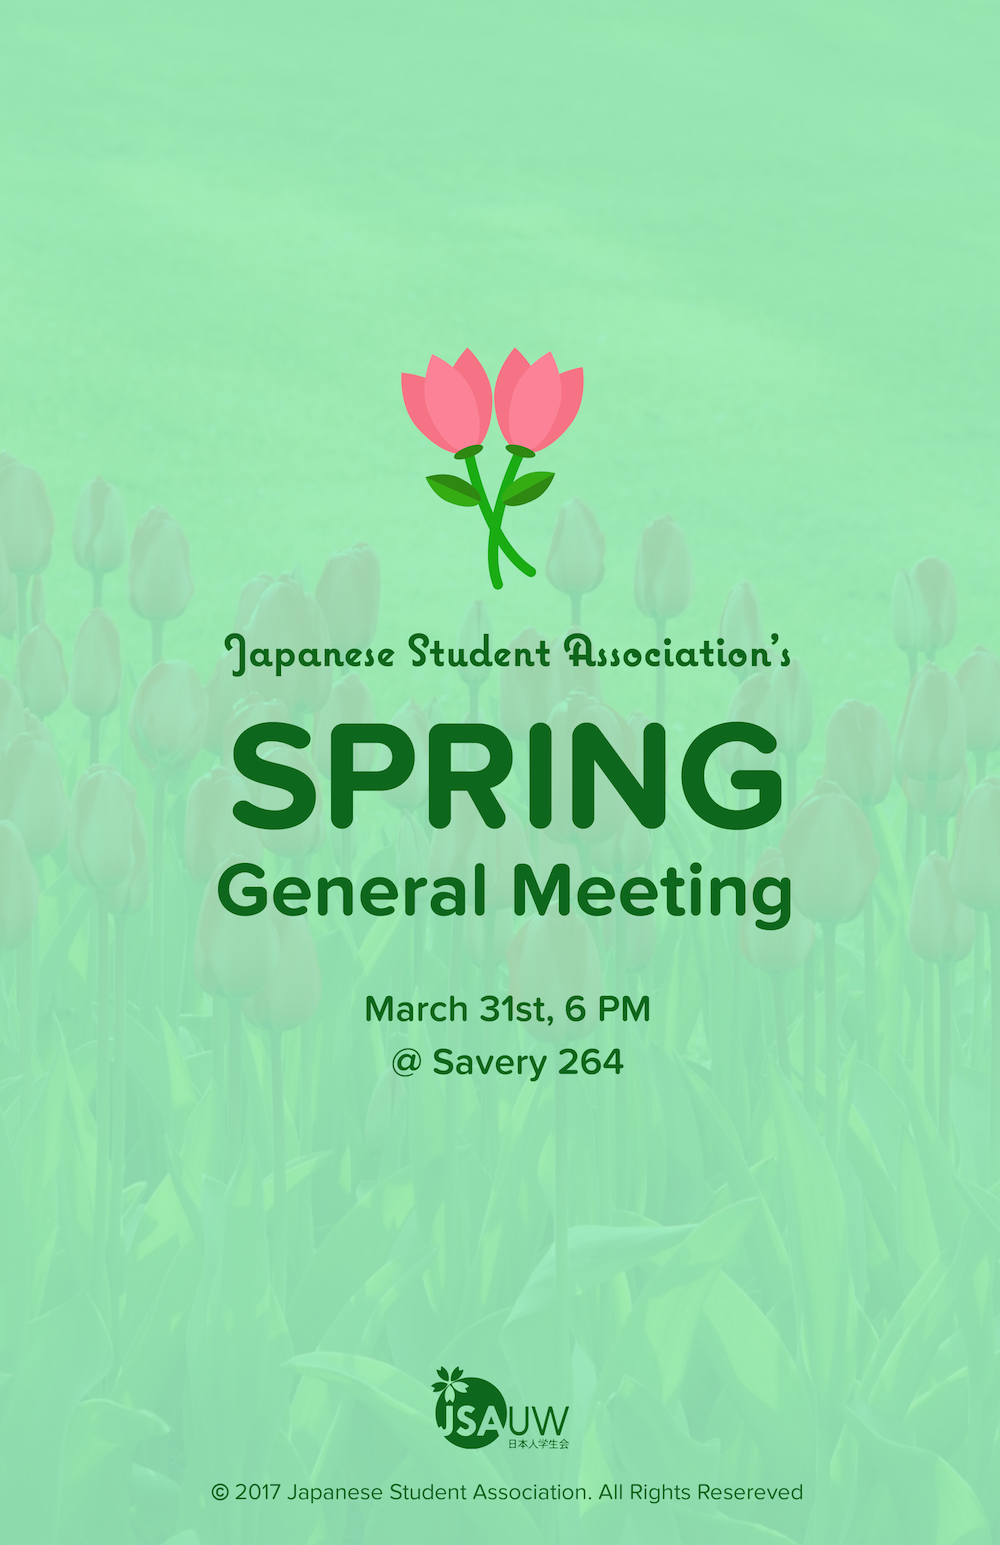 Japanese Student Association's
SPRING
General Meeting
March 31st, 6 PM
@ Savery 264
JSAUW
日本人学生会
© 2017 Japanese Student Association. All Rights Resereved